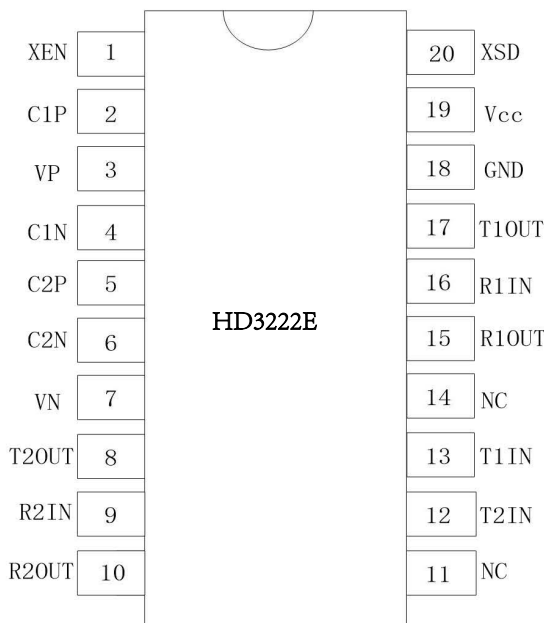 XEN 1 20 XSD
C1P 2 19 Vcc
VP 3 18 GND
C1N 4 17 T1OUT
C2P 5 16 R1IN
HD3222E
C2N 6 15 R1OUT
VN 7 14 NC
T2OUT 8 13 T1IN
R2IN 9 12 T2IN
R2OUT 10 11 NC